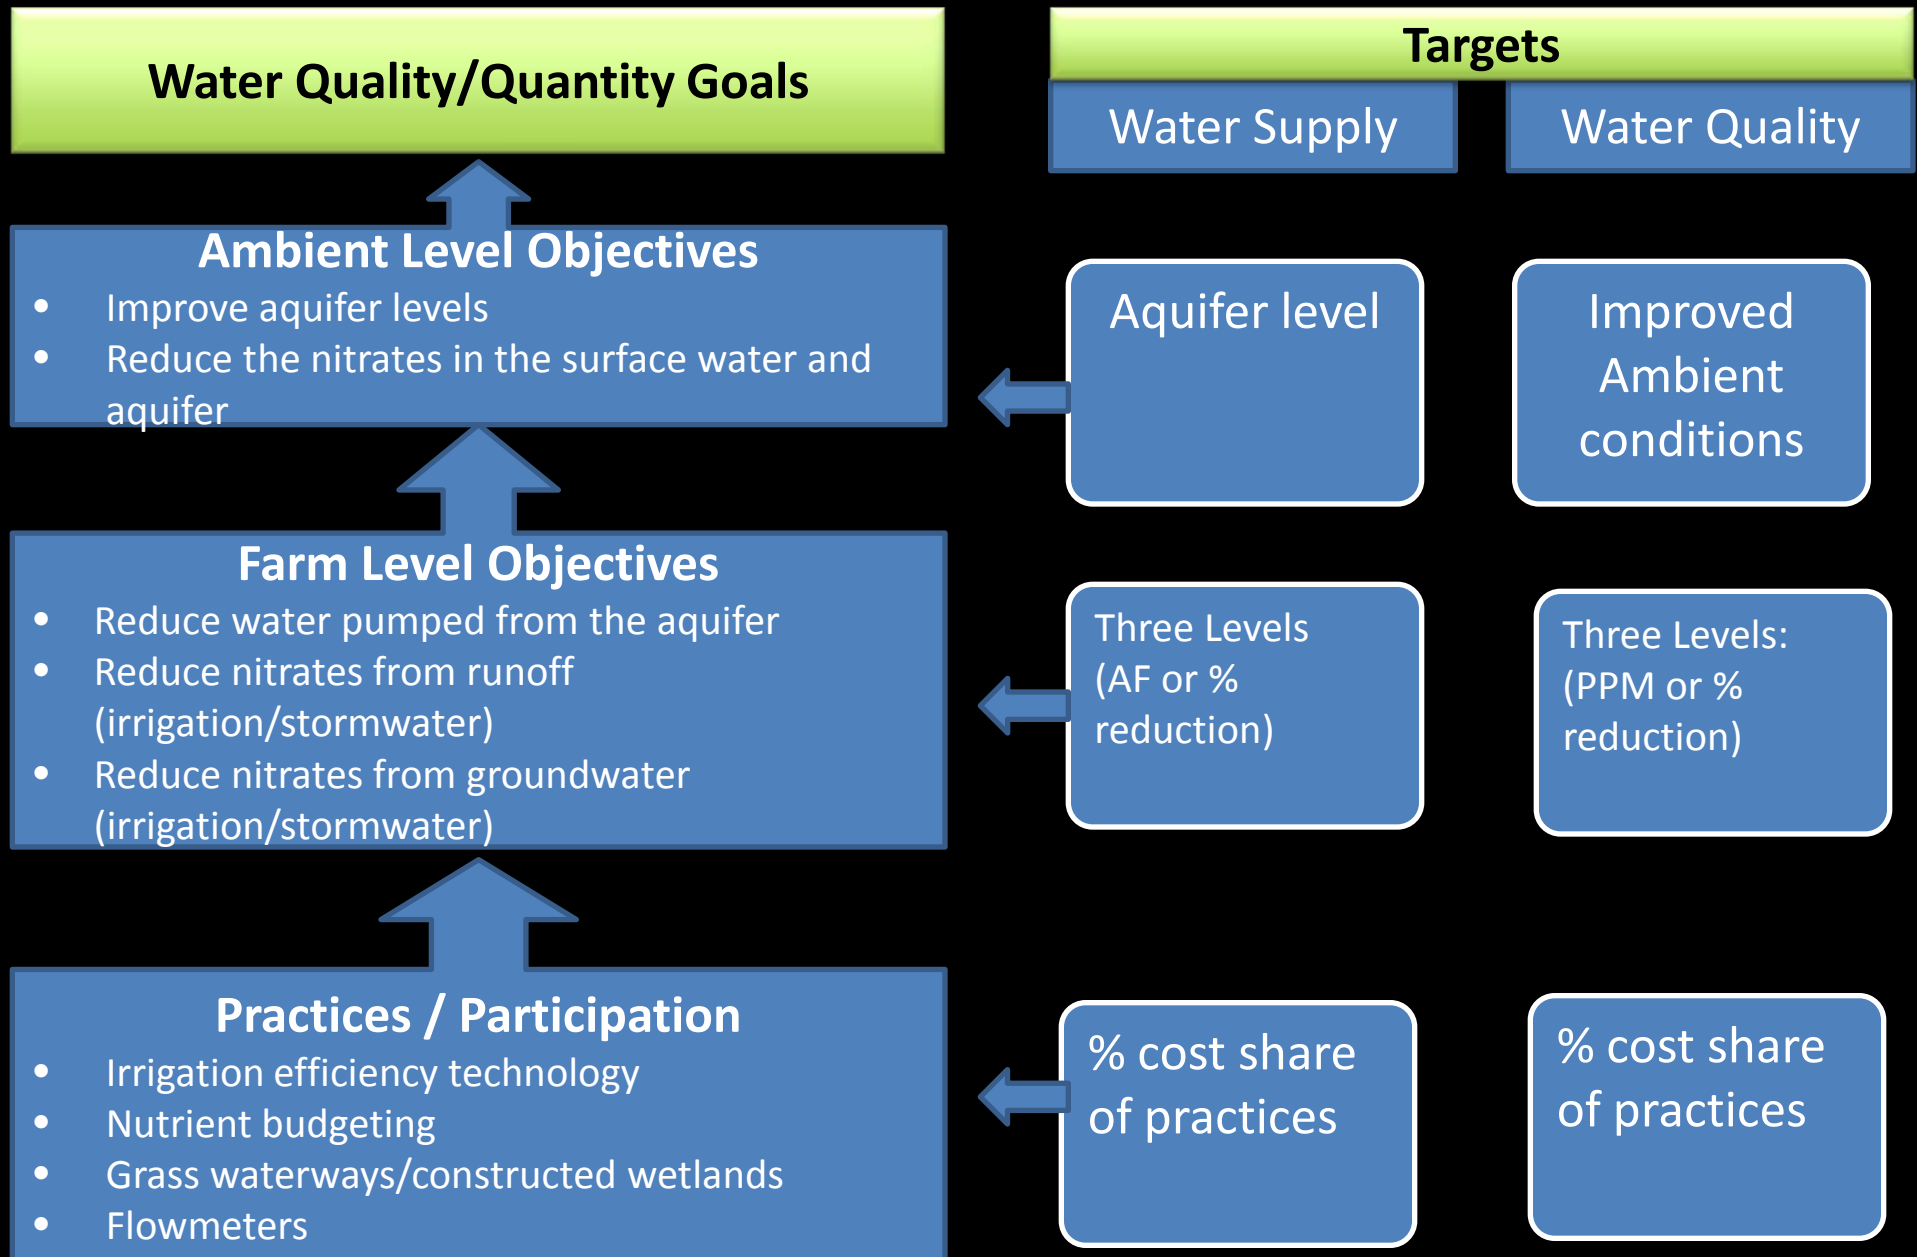 Water Quality/Quantity Goals
Targets
Water Supply
Water Quality
Ambient Level Objectives
• Improve aquifer levels
• Reduce the nitrates in the surface water and
aquifer
Aquifer level
Improved
Ambient
conditions
Farm Level Objectives
• Reduce water pumped from the aquifer
• Reduce nitrates from runoff
(irrigation/stormwater)
• Reduce nitrates from groundwater
(irrigation/stormwater)
Three Levels
(AF or %
reduction)
Three Levels:
(PPM or %
reduction)
Practices / Participation
• Irrigation efficiency technology
• Nutrient budgeting
• Grass waterways/constructed wetlands
• Flowmeters
% cost share
of practices
% cost share
of practices